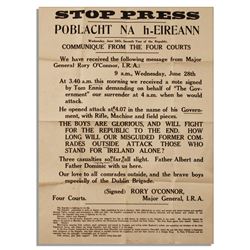 STOP PRESS
POBLACHT NA h-EIREANN
Wednesday, June 28th, Seventh Year of the Republic.
COMMUNIQUE FROM THE FOUR COURTS
We have received the following message from Major
General Rory O'Connor, I.R.A:
9 a.m., Wednesday, June 28th
At 3.40 a.m. this morning we received a note signed
by Tom Ennis demanding on behalf of "The Gov-
ernment" our surrender at 4 a.m. when he would
attack.
He opened attack at 4.07 in the name of his Govern-
ment, with Rifle, Machine and field pieces.
THE BOYS ARE GLORIOUS, AND WILL FIGHT
FOR THE REPUBLIC TO THE END. HOW
LONG WILL OUR MISGUIDED FORMER COM-
RADES OUTSIDE ATTACK THOSE WHO
STAND FOR IRELAND ALONE?
Three casualties so far, all slight. Father Albert and
Father Dominic with us here.
Our love to all comrades outside, and the brave boys
especially of the Dublin Brigade.
(Signed) RORY O'CONNOR,
Four Courts. Major General, I.R.A.